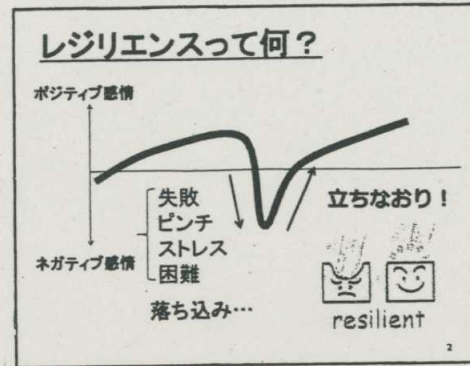 レジリエンスって何？
ポジティブ感情
失敗
ピンチ
ストレス
困難
ネガティブ感情
落ち込み…
立ちなおり！
resilient
2